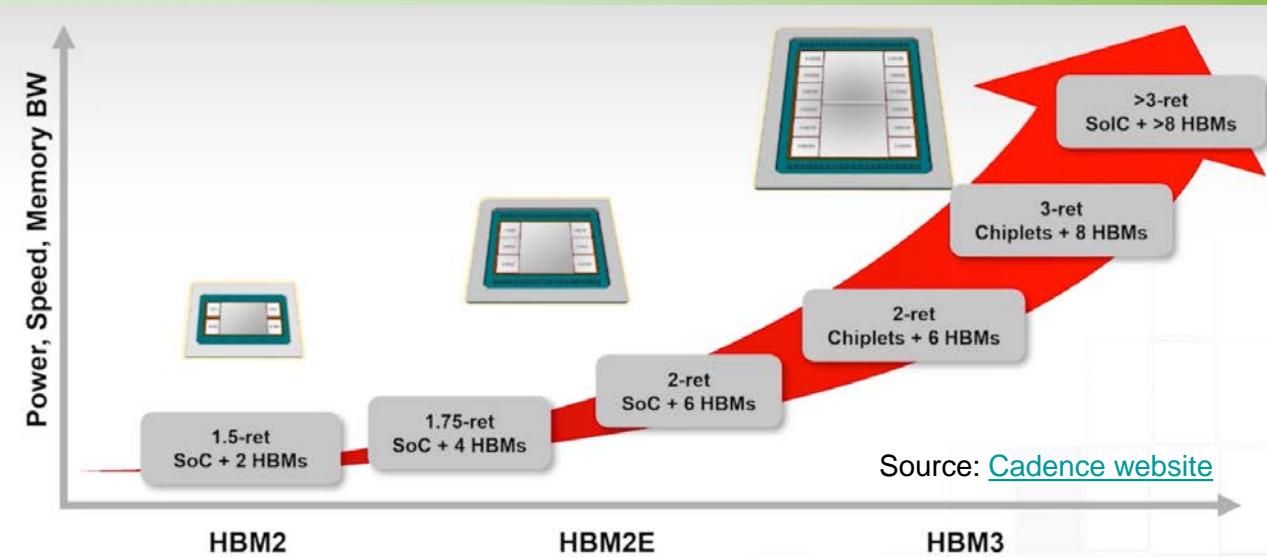 Power, Speed, Memory BW
>3-ret
SoIC + >8 HBMs
3-ret
Chiplets + 8 HBMs
2-ret
Chiplets + 6 HBMs
2-ret
SoC + 6 HBMs
1.75-ret
SoC + 4 HBMs
1.5-ret
SoC + 2 HBMs
Source: Cadence website
HBM2
HBM2E
HBM3